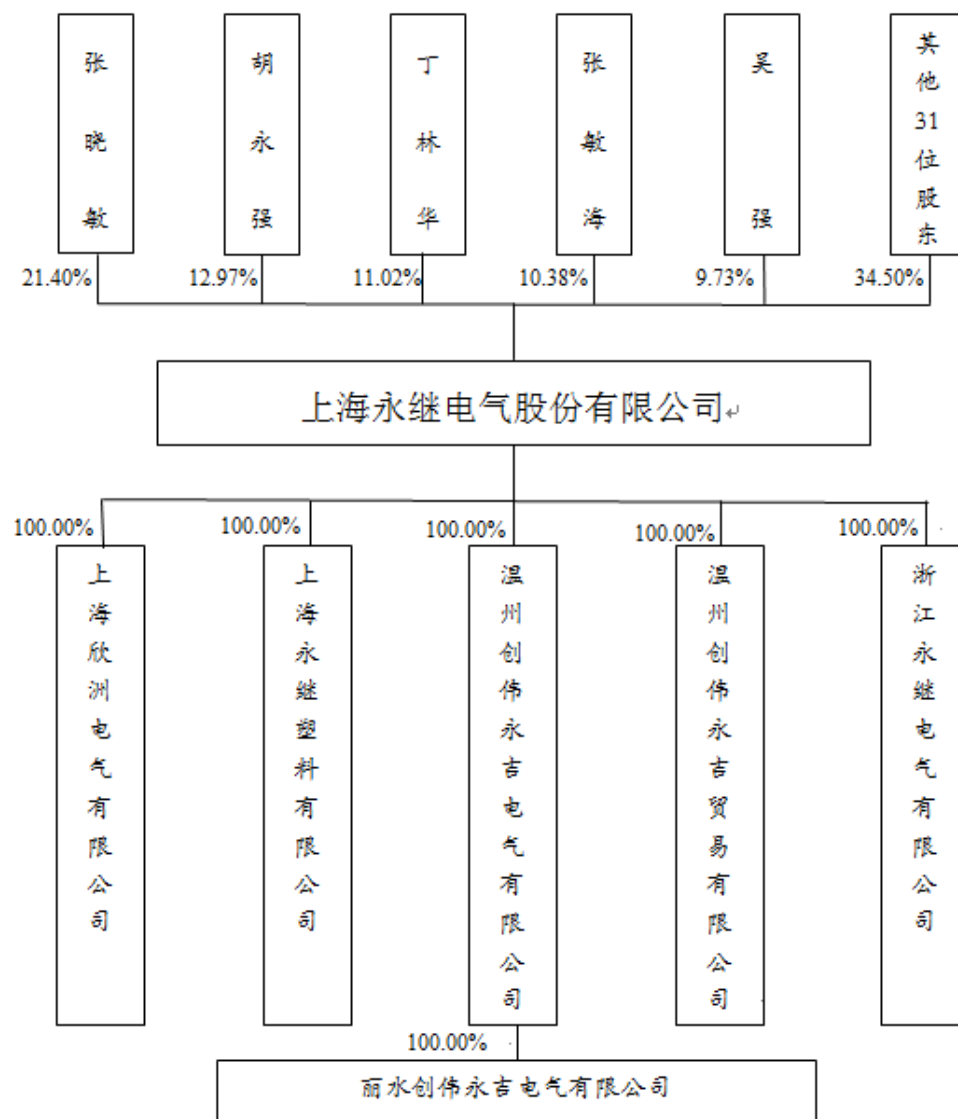 张晓敏
胡永强
丁林华
张敏海
吴强
其他31位股东
21.40%
12.97%
11.02%
10.38%
9.73%
34.50%
上海永继电气股份有限公司
100.00%
100.00%
100.00%
100.00%
100.00%
上海欣洲电气有限公司
上海永继塑料有限公司
温州创伟永吉电气有限公司
温州创伟永吉贸易有限公司
浙江永继电气有限公司
100.00%
丽水创伟永吉电气有限公司